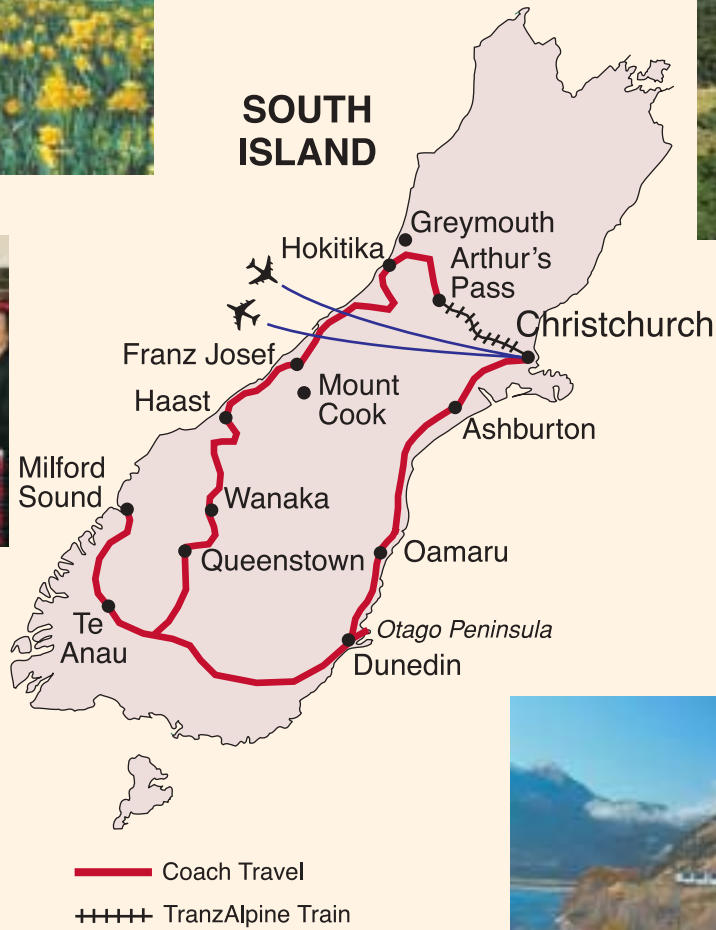 SOUTH
ISLAND
Greymouth
Hokitika
Arthur's
Pass
Christchurch
Franz Josef
Mount
Cook
Haast
Ashburton
Milford
Sound
Wanaka
Queenstown
Oamaru
Te
Anau
Otago Peninsula
Dunedin
Coach Travel
TranzAlpine Train